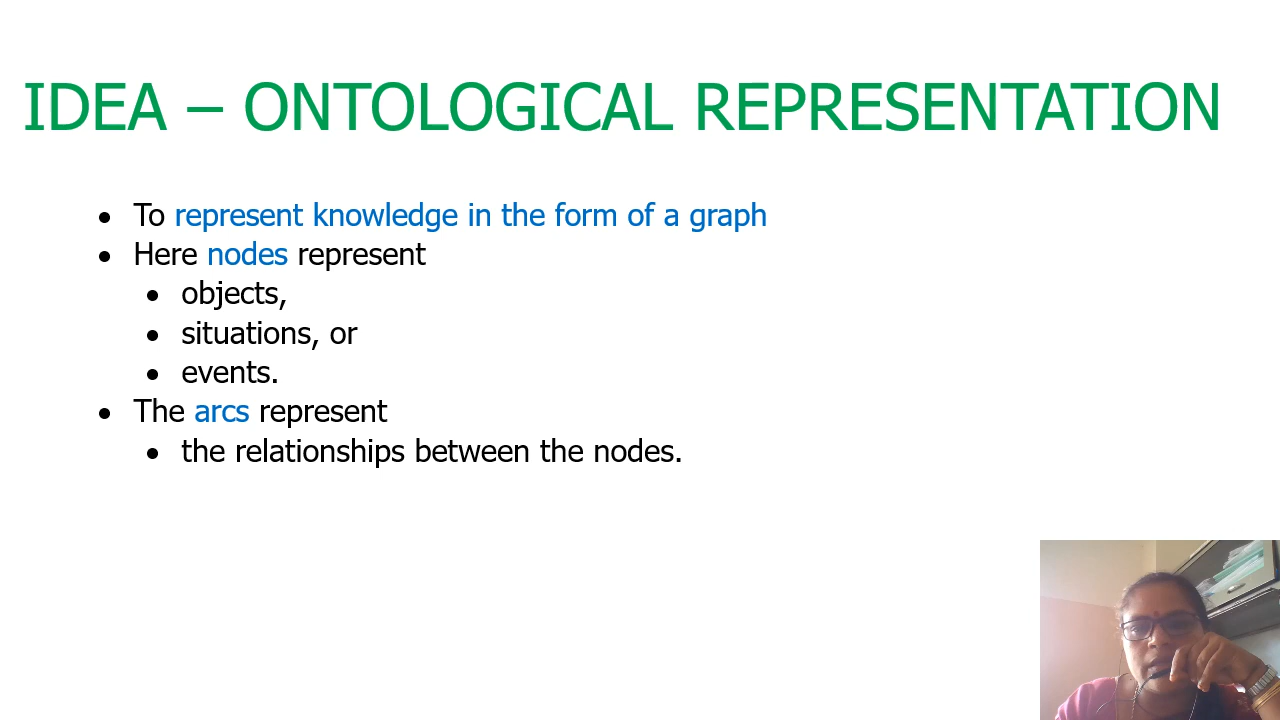 IDEA – ONTOLOGICAL REPRESENTATION
• To represent knowledge in the form of a graph
• Here nodes represent
• objects,
• situations, or
• events.
• The arcs represent
• the relationships between the nodes.